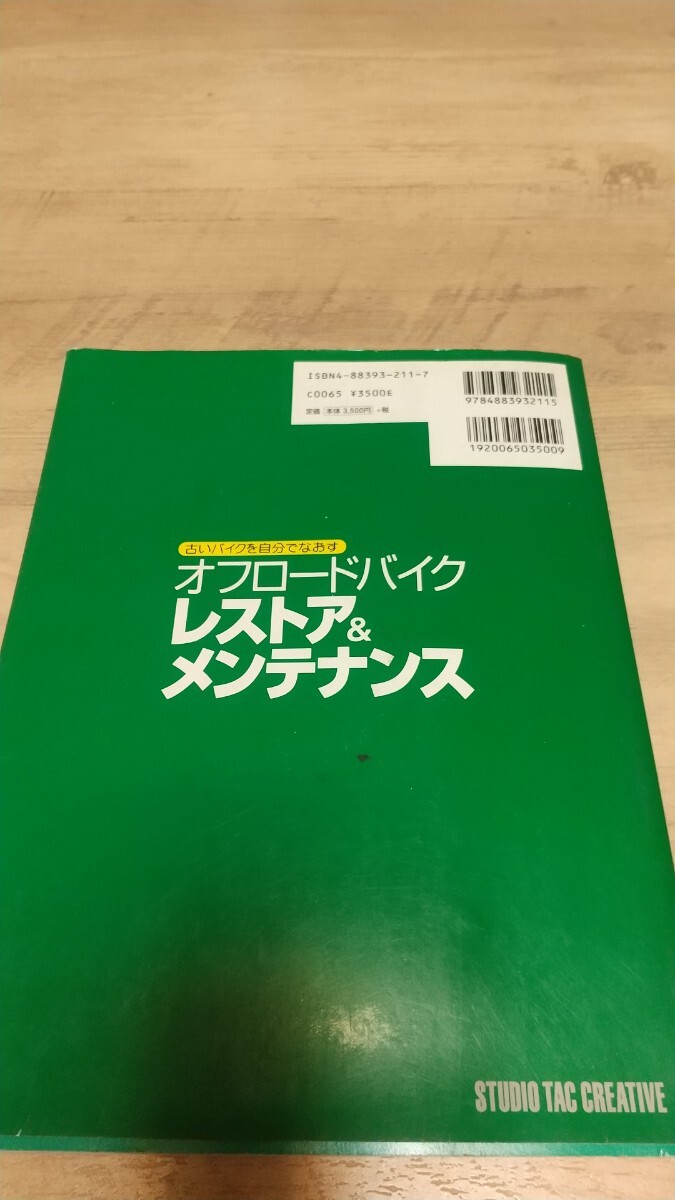 ISBN4-88393-211-7
C0065 ¥3500E
定価 本体 3,500円 +税
9784883932115
1920065035009
古いバイクを自分でなおす
オフロードバイク
レストア&
メンテナンス
STUDIO TAC CREATIVE